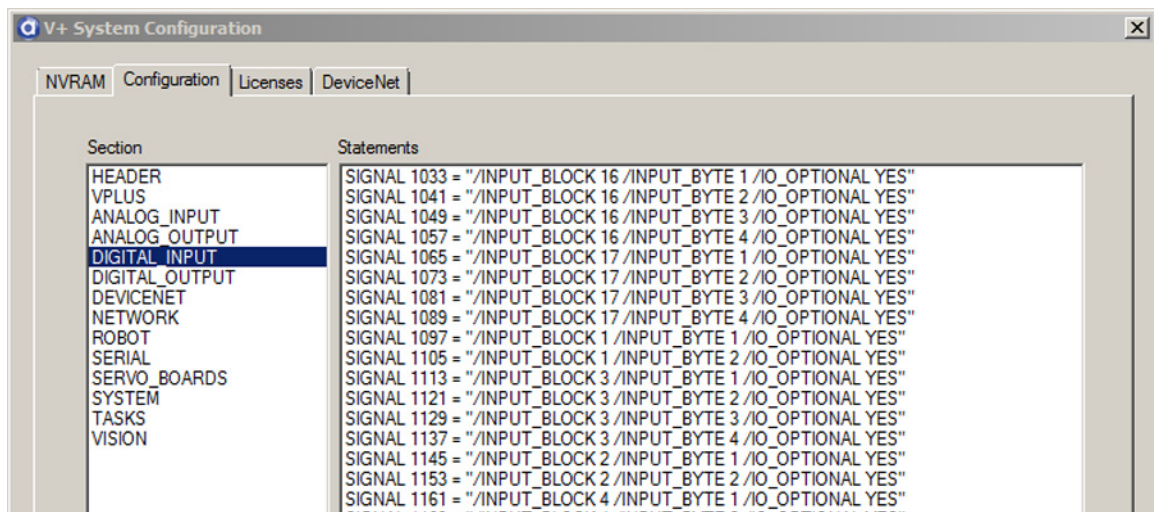 V+ System Configuration
NVRAM Configuration Licenses DeviceNet
Section
HEADER
VPLUS
ANALOG_INPUT
ANALOG_OUTPUT
DIGITAL_INPUT
DIGITAL_OUTPUT
DEVICENET
NETWORK
ROBOT
SERIAL
SERVO_BOARDS
SYSTEM
TASKS
VISION
Statements
SIGNAL 1033 = "/INPUT_BLOCK 16 /INPUT_BYTE 1 /IO_OPTIONAL YES"
SIGNAL 1041 = "/INPUT_BLOCK 16 /INPUT_BYTE 2 /IO_OPTIONAL YES"
SIGNAL 1049 = "/INPUT_BLOCK 16 /INPUT_BYTE 3 /IO_OPTIONAL YES"
SIGNAL 1057 = "/INPUT_BLOCK 16 /INPUT_BYTE 4 /IO_OPTIONAL YES"
SIGNAL 1065 = "/INPUT_BLOCK 17 /INPUT_BYTE 1 /IO_OPTIONAL YES"
SIGNAL 1073 = "/INPUT_BLOCK 17 /INPUT_BYTE 2 /IO_OPTIONAL YES"
SIGNAL 1081 = "/INPUT_BLOCK 17 /INPUT_BYTE 3 /IO_OPTIONAL YES"
SIGNAL 1089 = "/INPUT_BLOCK 17 /INPUT_BYTE 4 /IO_OPTIONAL YES"
SIGNAL 1097 = "/INPUT_BLOCK 1 /INPUT_BYTE 1 /IO_OPTIONAL YES"
SIGNAL 1105 = "/INPUT_BLOCK 1 /INPUT_BYTE 2 /IO_OPTIONAL YES"
SIGNAL 1113 = "/INPUT_BLOCK 3 /INPUT_BYTE 1 /IO_OPTIONAL YES"
SIGNAL 1121 = "/INPUT_BLOCK 3 /INPUT_BYTE 2 /IO_OPTIONAL YES"
SIGNAL 1129 = "/INPUT_BLOCK 3 /INPUT_BYTE 3 /IO_OPTIONAL YES"
SIGNAL 1137 = "/INPUT_BLOCK 3 /INPUT_BYTE 4 /IO_OPTIONAL YES"
SIGNAL 1145 = "/INPUT_BLOCK 2 /INPUT_BYTE 1 /IO_OPTIONAL YES"
SIGNAL 1153 = "/INPUT_BLOCK 2 /INPUT_BYTE 2 /IO_OPTIONAL YES"
SIGNAL 1161 = "/INPUT_BLOCK 4 /INPUT_BYTE 1 /IO_OPTIONAL YES"